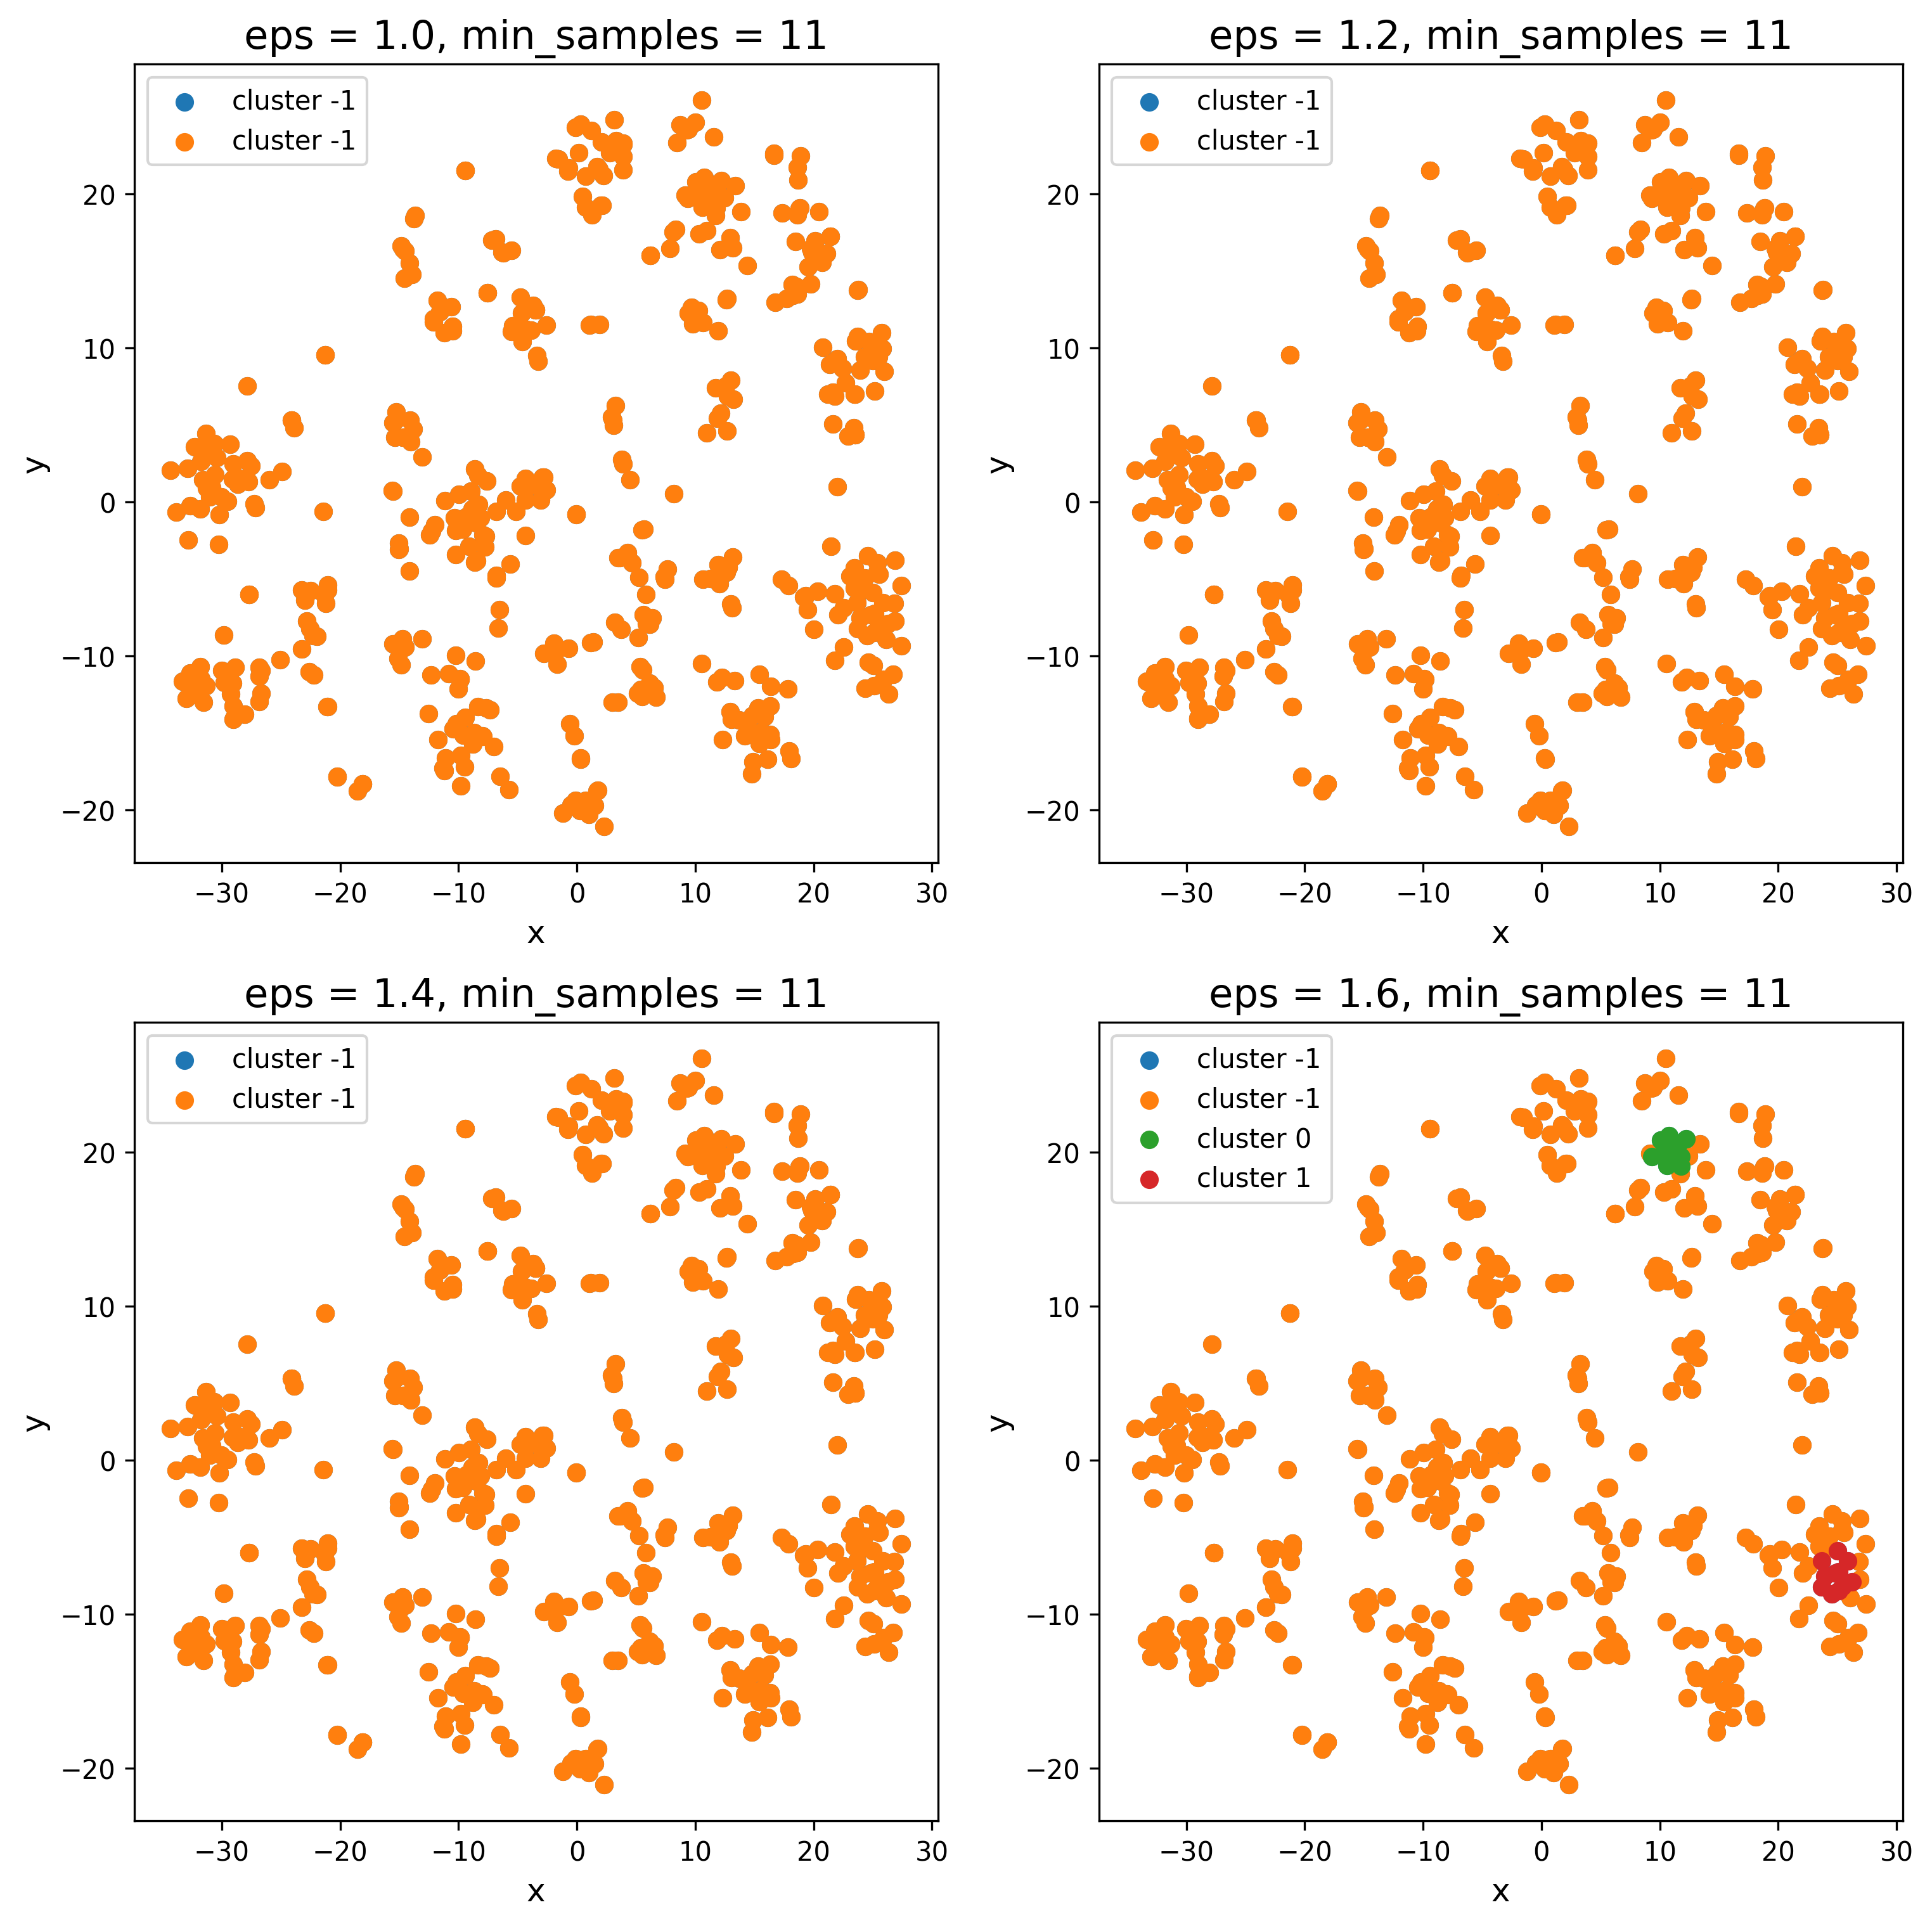 eps = 1.0, min_samples = 11
cluster -1
cluster -1
20
10
0
−10
−20
y
−30 −20 −10 0 10 20 30
x
eps = 1.2, min_samples = 11
cluster -1
cluster -1
20
10
0
−10
−20
y
−30 −20 −10 0 10 20 30
x
eps = 1.4, min_samples = 11
cluster -1
cluster -1
20
10
0
−10
−20
y
−30 −20 −10 0 10 20 30
x
eps = 1.6, min_samples = 11
cluster -1
cluster -1
cluster 0
cluster 1
20
10
0
−10
−20
y
−30 −20 −10 0 10 20 30
x